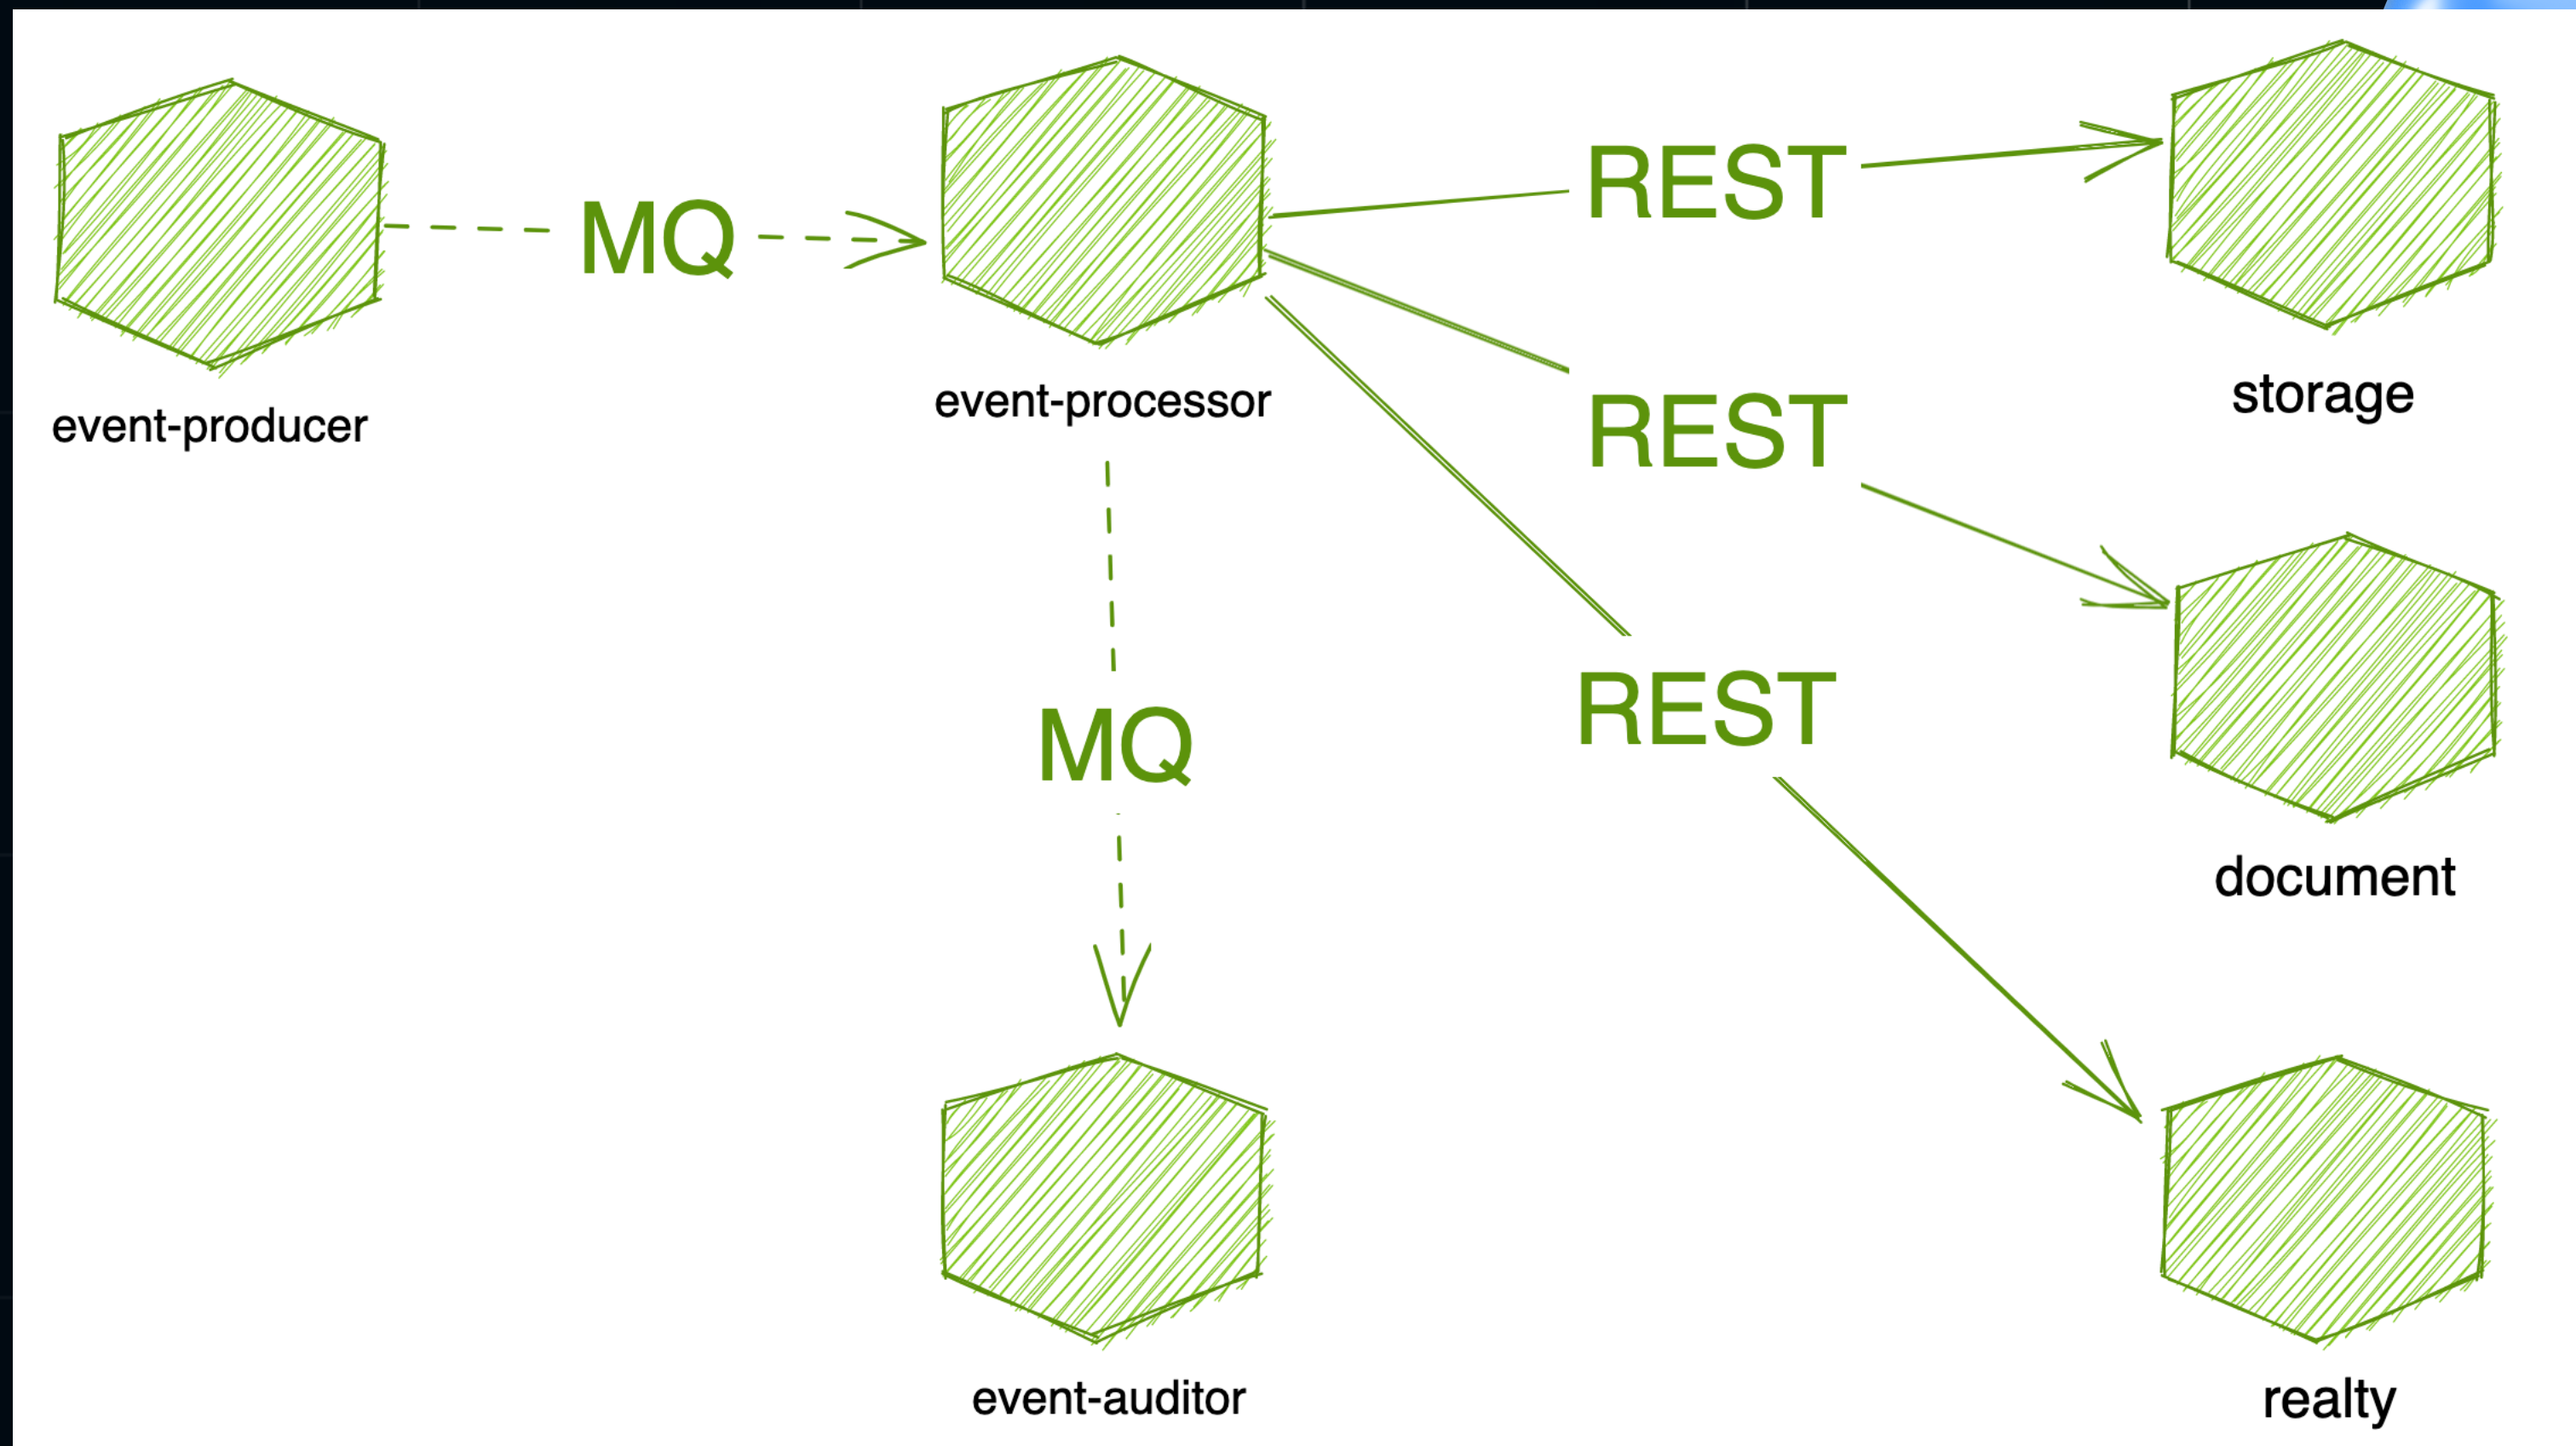 MQ
REST
event-producer
event-processor
storage
REST
MQ
REST
document
event-auditor
realty